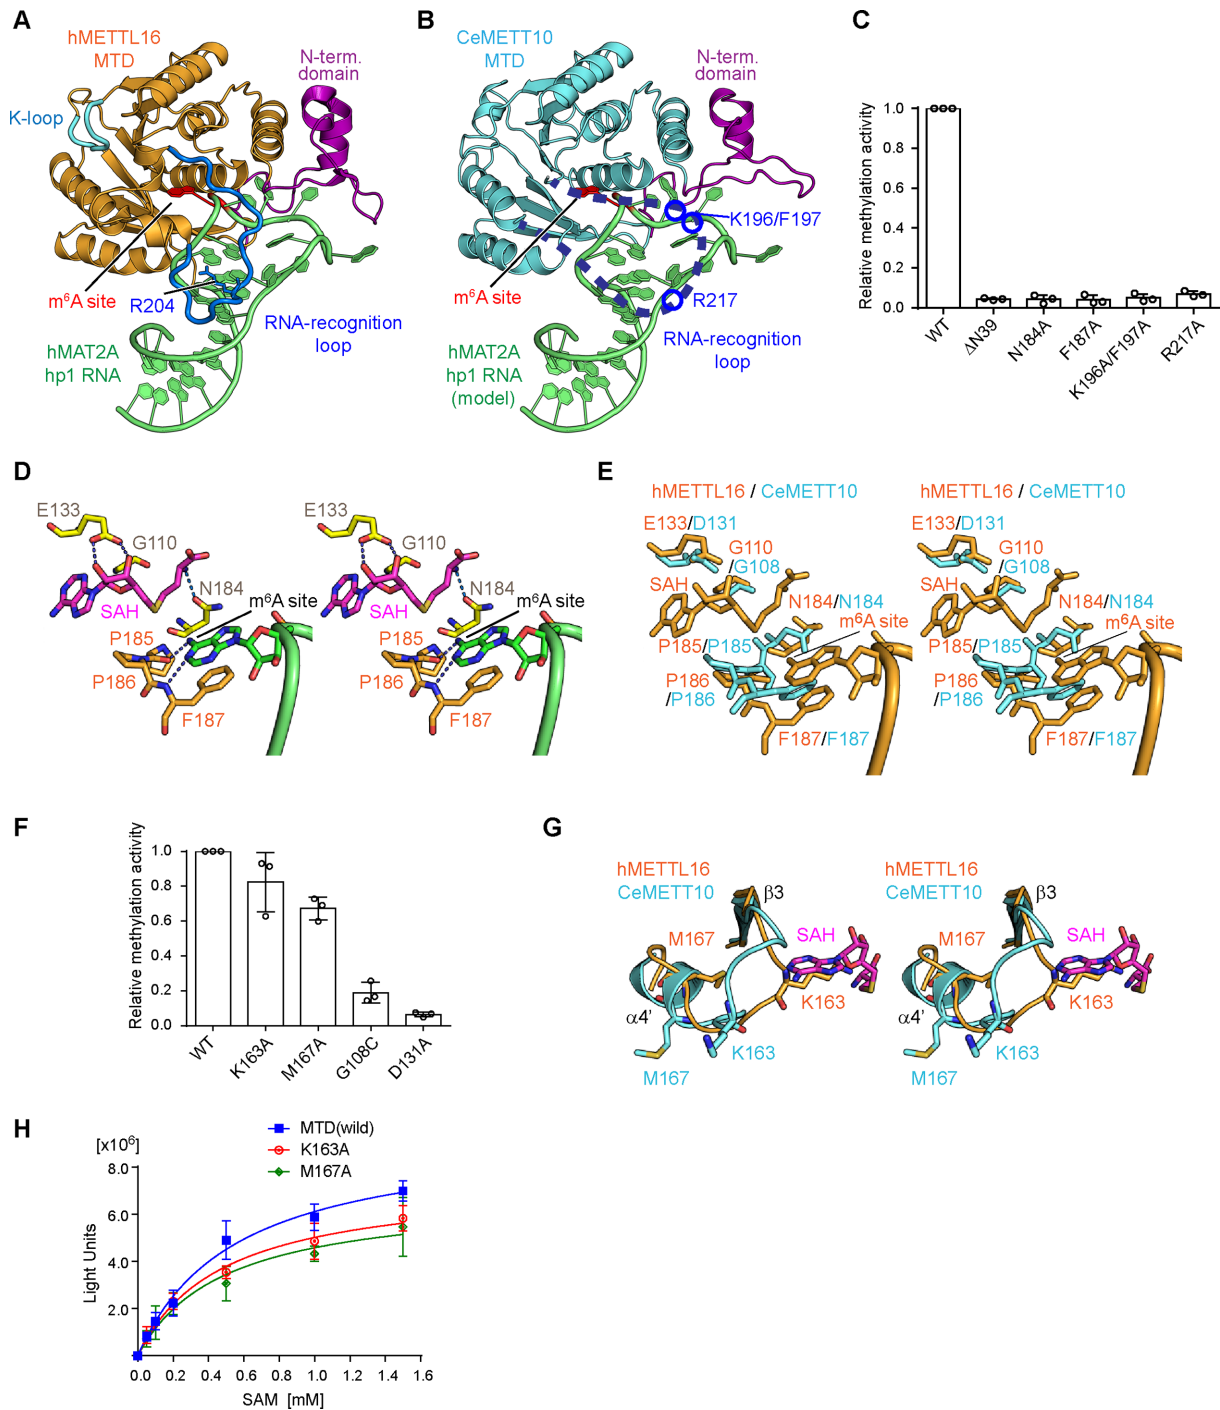 A
hMETTL16
MTD
N-term.
domain
K-loop
m6A site
R204
RNA-recognition
loop
hMAT2A
hp1 RNA
B
CeMETT10
MTD
N-term.
domain
K196/F197
m6A site
R217
RNA-recognition
loop
hMAT2A
hp1 RNA
(model)
C
Relative methylation activity
1.0
0.8
0.6
0.4
0.2
0.0
WT
ΔN39
N184A
F187A
K196A/F197A
R217A
D
E133
G110
N184
SAH
m6A site
P185
P186
F187
E133
G110
N184
SAH
m6A site
P185
P186
F187
E
hMETTL16 / CeMETT10
E133/D131
G110
/G108
SAH
N184/N184
m6A site
P185/P185
P186
/P186
F187/F187
hMETTL16 / CeMETT10
E133/D131
G110
/G108
SAH
N184/N184
m6A site
P185/P185
P186
/P186
F187/F187
F
Relative methylation activity
1.0
0.8
0.6
0.4
0.2
0.0
WT
K163A
M167A
G108C
D131A
G
hMETTL16
CeMETT10
β3
M167
SAH
K163
α4'
K163
M167
hMETTL16
CeMETT10
β3
M167
SAH
K163
α4'
K163
M167
H
MTD(wild)
K163A
M167A
[x106]
8.0
6.0
4.0
2.0
Light Units
0.0 0.2 0.4 0.6 0.8 1.0 1.2 1.4 1.6
SAM [mM]